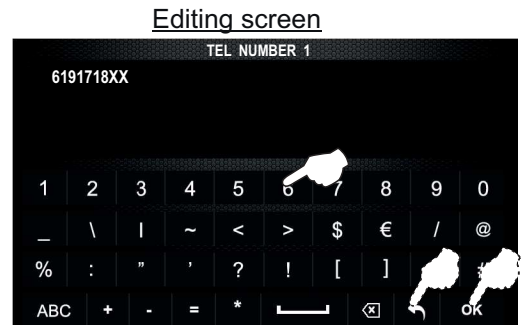 Editing screen
TEL NUMBER 1
6191718XX
1 2 3 4 5 6 7 8 9 0
_ \ | ~ < > $ € / @
% : " ' ? ! [ ] #
ABC + - = * OK